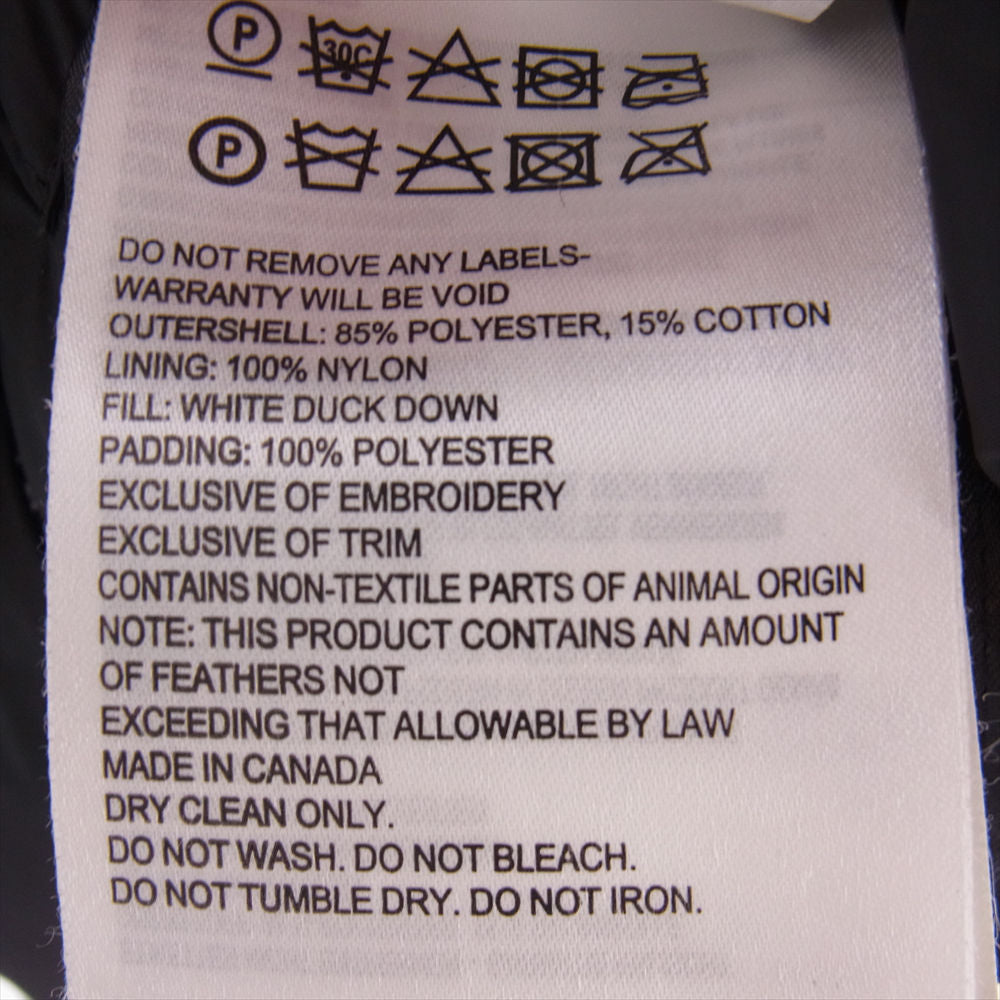 P 30C
P
DO NOT REMOVE ANY LABELS-
WARRANTY WILL BE VOID
OUTERSHELL: 85% POLYESTER, 15% COTTON
LINING: 100% NYLON
FILL: WHITE DUCK DOWN
PADDING: 100% POLYESTER
EXCLUSIVE OF EMBROIDERY
EXCLUSIVE OF TRIM
CONTAINS NON-TEXTILE PARTS OF ANIMAL ORIGIN
NOTE: THIS PRODUCT CONTAINS AN AMOUNT
OF FEATHERS NOT
EXCEEDING THAT ALLOWABLE BY LAW
MADE IN CANADA
DRY CLEAN ONLY.
DO NOT WASH. DO NOT BLEACH.
DO NOT TUMBLE DRY. DO NOT IRON.